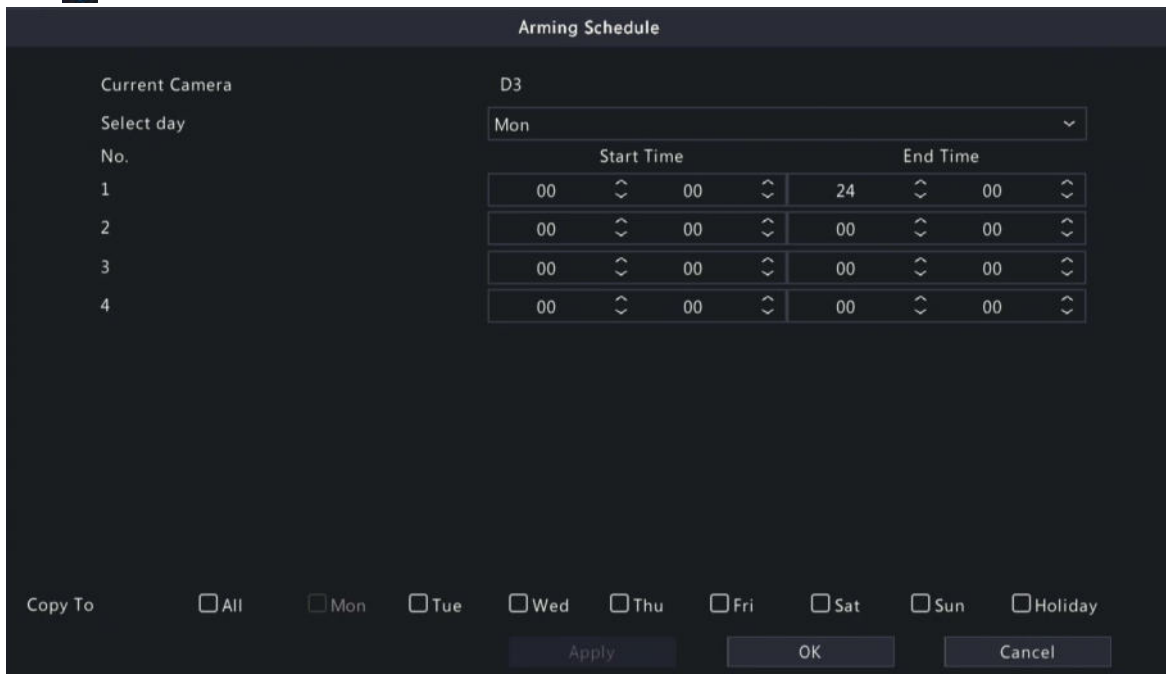 Arming Schedule
Current Camera D3
Select day Mon
No. Start Time End Time
1 00 00 24 00
2 00 00 00 00
3 00 00 00 00
4 00 00 00 00
Copy To All Mon Tue Wed Thu Fri Sat Sun Holiday
Apply OK Cancel